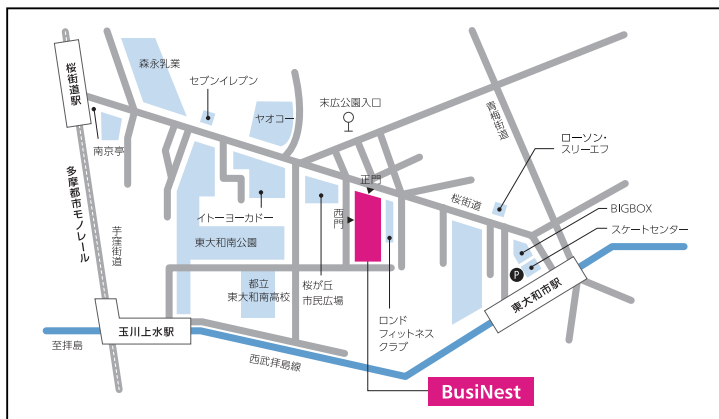 桜街道駅
森永乳業
セブンイレブン
ヤオコー
末広公園入口
青梅街道
ローソン・
スリーエフ
南京亭
多摩都市モノレール
芋窪街道
イトーヨーカドー
東大和南公園
正門
西門
桜街道
BIGBOX
スケートセンター
P
都立
東大和南高校
桜が丘
市民広場
ロンド
フィットネス
クラブ
東大和市駅
玉川上水駅
至拝島
西武拝島線
BusiNest